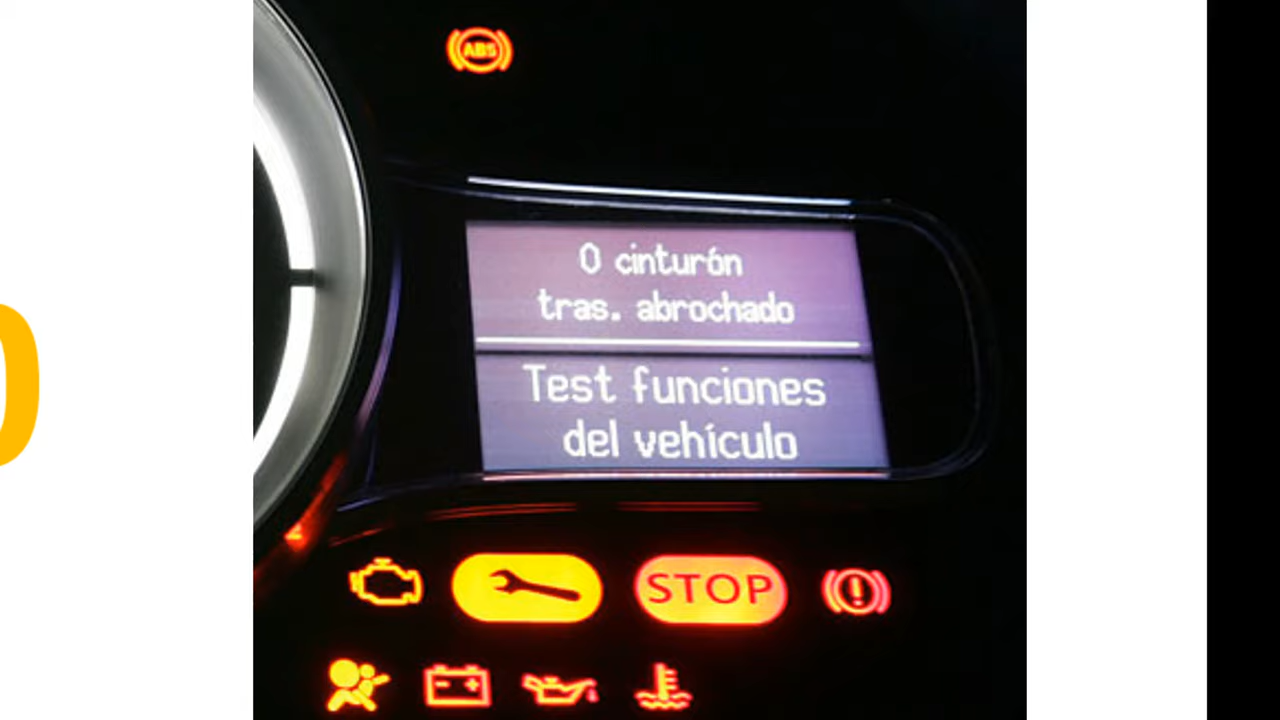 ABS
0 cinturón
tras. abrochado
Test funciones
del vehículo
STOP